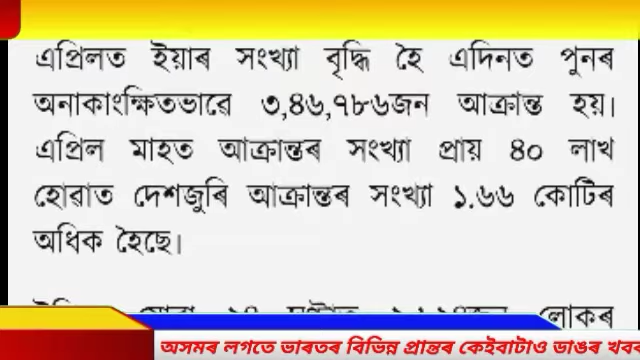 এপ্ৰিলত ইয়াৰ সংখ্যা বৃদ্ধি হৈ এদিনত পুনৰ
অনাকাংক্ষিতভাৱে ৩,৪৬,৭৮৬জন আক্ৰান্ত হয়।
এপ্ৰিল মাহত আক্ৰান্তৰ সংখ্যা প্ৰায় ৪০ লাখ
হোৱাত দেশজুৰি আক্ৰান্তৰ সংখ্যা ১.৬৬ কোটিৰ
অধিক হৈছে।
লোকৰ
অসমৰ লগতে ভাৰতৰ বিভিন্ন প্ৰান্তৰ কেইবাটাও ডাঙৰ